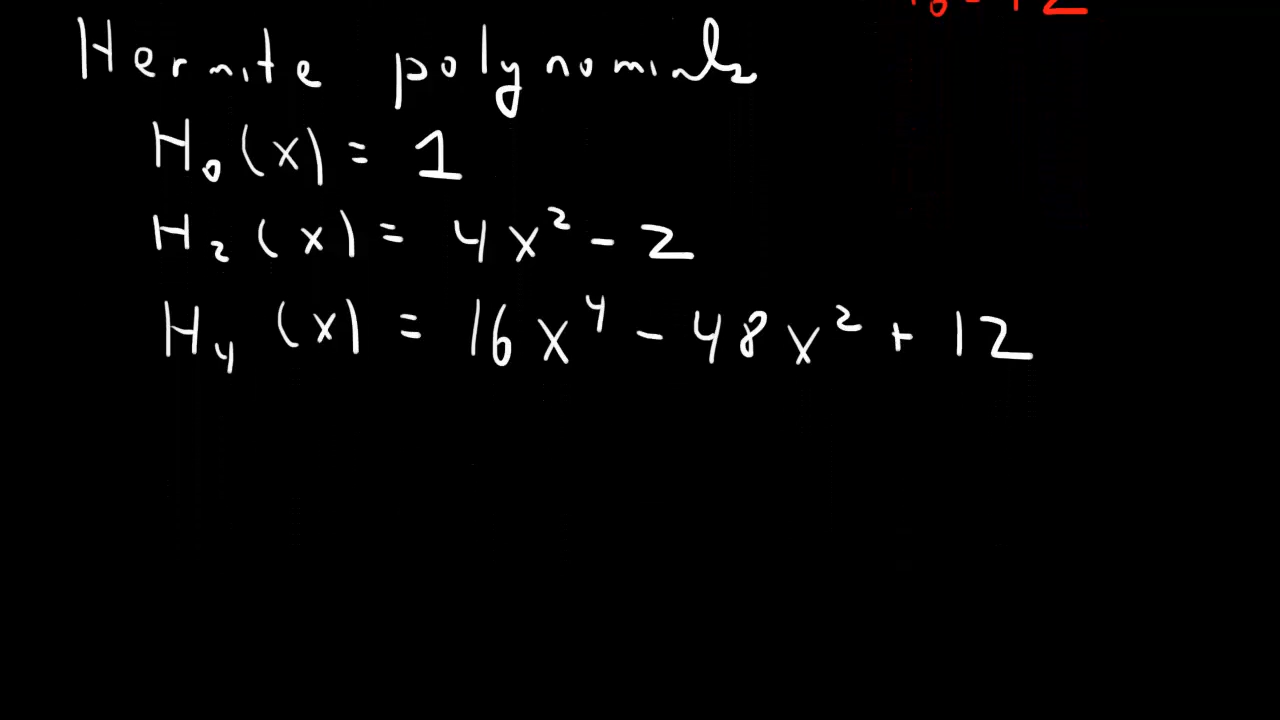 Hermite polynomials
H₀(x) = 1
H₂(x) = 4x² - 2
H₄(x) = 16x⁴ - 48x² + 12